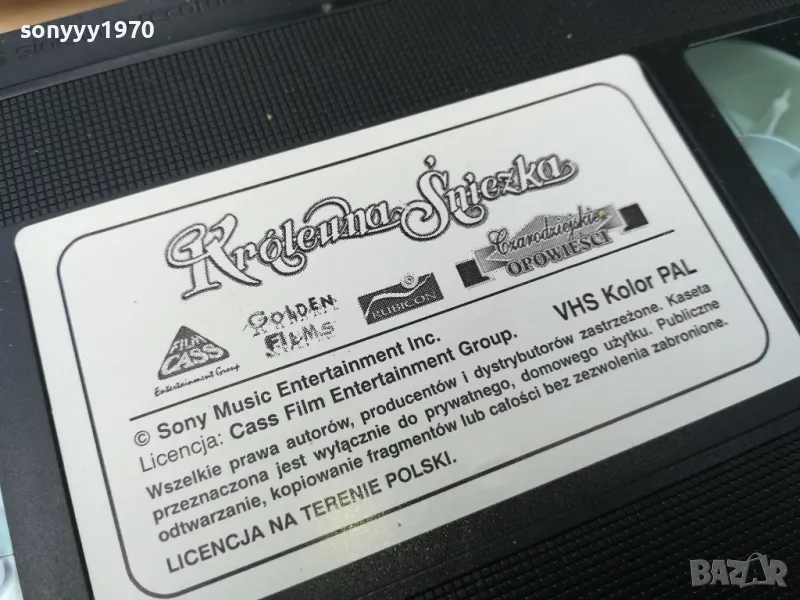 sonyyy1970
Królewna Śnieżka
FILM CASS
Entertainment Group
GOLDEN FILMS
RUBICON
Czarodziejskie
OPOWIEŚCI
© Sony Music Entertainment Inc. VHS Kolor PAL
Licencja: Cass Film Entertainment Group.
Wszelkie prawa autorów, producentów i dystrybutorów zastrzeżone. Kaseta
przeznaczona jest wyłącznie do prywatnego, domowego użytku. Publiczne
odtwarzanie, kopiowanie fragmentów lub całości bez zezwolenia zabronione.
LICENCJA NA TERENIE POLSKI.
BAZAR